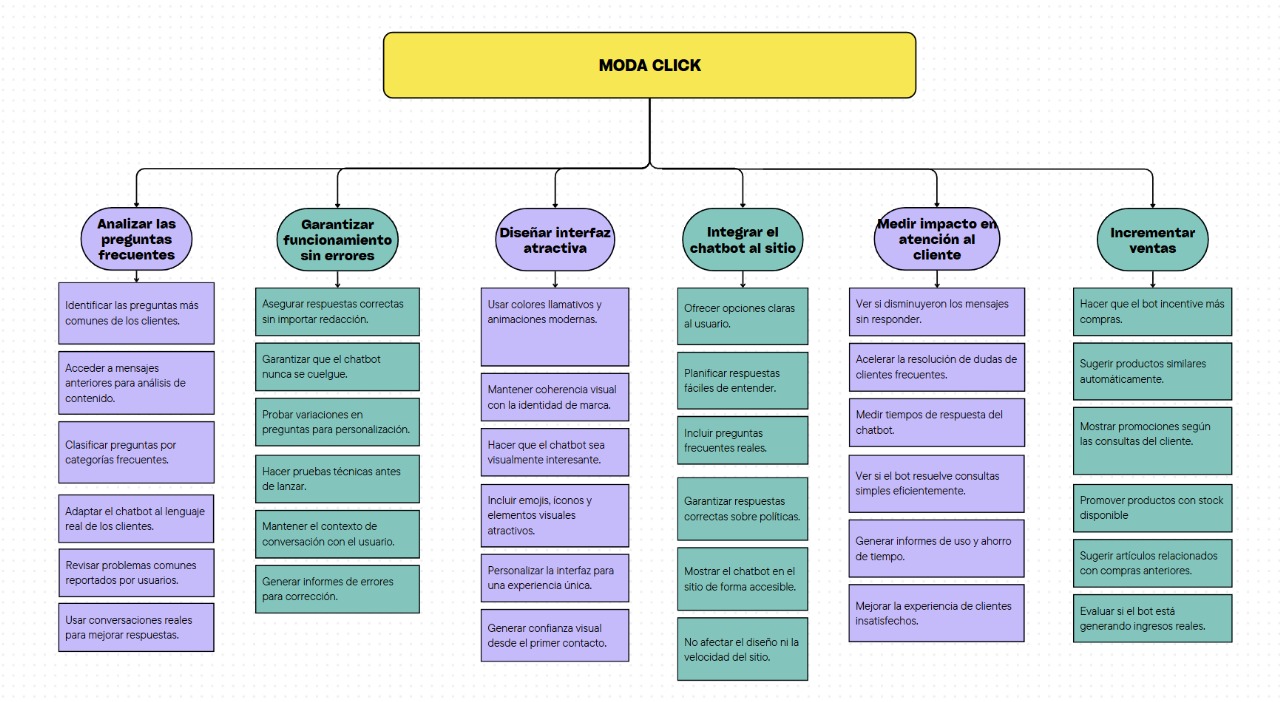 MODA CLICK
Analizar las
preguntas
frecuentes
Identificar las preguntas más
comunes de los clientes.
Acceder a mensajes
anteriores para análisis de
contenido.
Clasificar preguntas por
categorías frecuentes.
Adaptar el chatbot al lenguaje
real de los clientes.
Revisar problemas comunes
reportados por usuarios.
Usar conversaciones reales
para mejorar respuestas.
Garantizar
funcionamiento
sin errores
Asegurar respuestas correctas
sin importar redacción.
Garantizar que el chatbot
nunca se cuelgue.
Probar variaciones en
preguntas para personalización.
Hacer pruebas técnicas antes
de lanzar.
Mantener el contexto de
conversación con el usuario.
Generar informes de errores
para corrección.
Diseñar interfaz
atractiva
Usar colores llamativos y
animaciones modernas.
Mantener coherencia visual
con la identidad de marca.
Hacer que el chatbot sea
visualmente interesante.
Incluir emojis, íconos y
elementos visuales
atractivos.
Personalizar la interfaz para
una experiencia única.
Generar confianza visual
desde el primer contacto.
Integrar el
chatbot al sitio
Ofrecer opciones claras
al usuario.
Planificar respuestas
fáciles de entender.
Incluir preguntas
frecuentes reales.
Garantizar respuestas
correctas sobre políticas.
Mostrar el chatbot en el
sitio de forma accesible.
No afectar el diseño ni la
velocidad del sitio.
Medir impacto en
atención al
cliente
Ver si disminuyeron los mensajes
sin responder.
Acelerar la resolución de dudas de
clientes frecuentes.
Medir tiempos de respuesta del
chatbot.
Ver si el bot resuelve consultas
simples eficientemente.
Generar informes de uso y ahorro
de tiempo.
Mejorar la experiencia de clientes
insatisfechos.
Incrementar
ventas
Hacer que el bot incentive más
compras.
Sugerir productos similares
automáticamente.
Mostrar promociones según
las consultas del cliente.
Promover productos con stock
disponible
Sugerir artículos relacionados
con compras anteriores.
Evaluar si el bot está
generando ingresos reales.